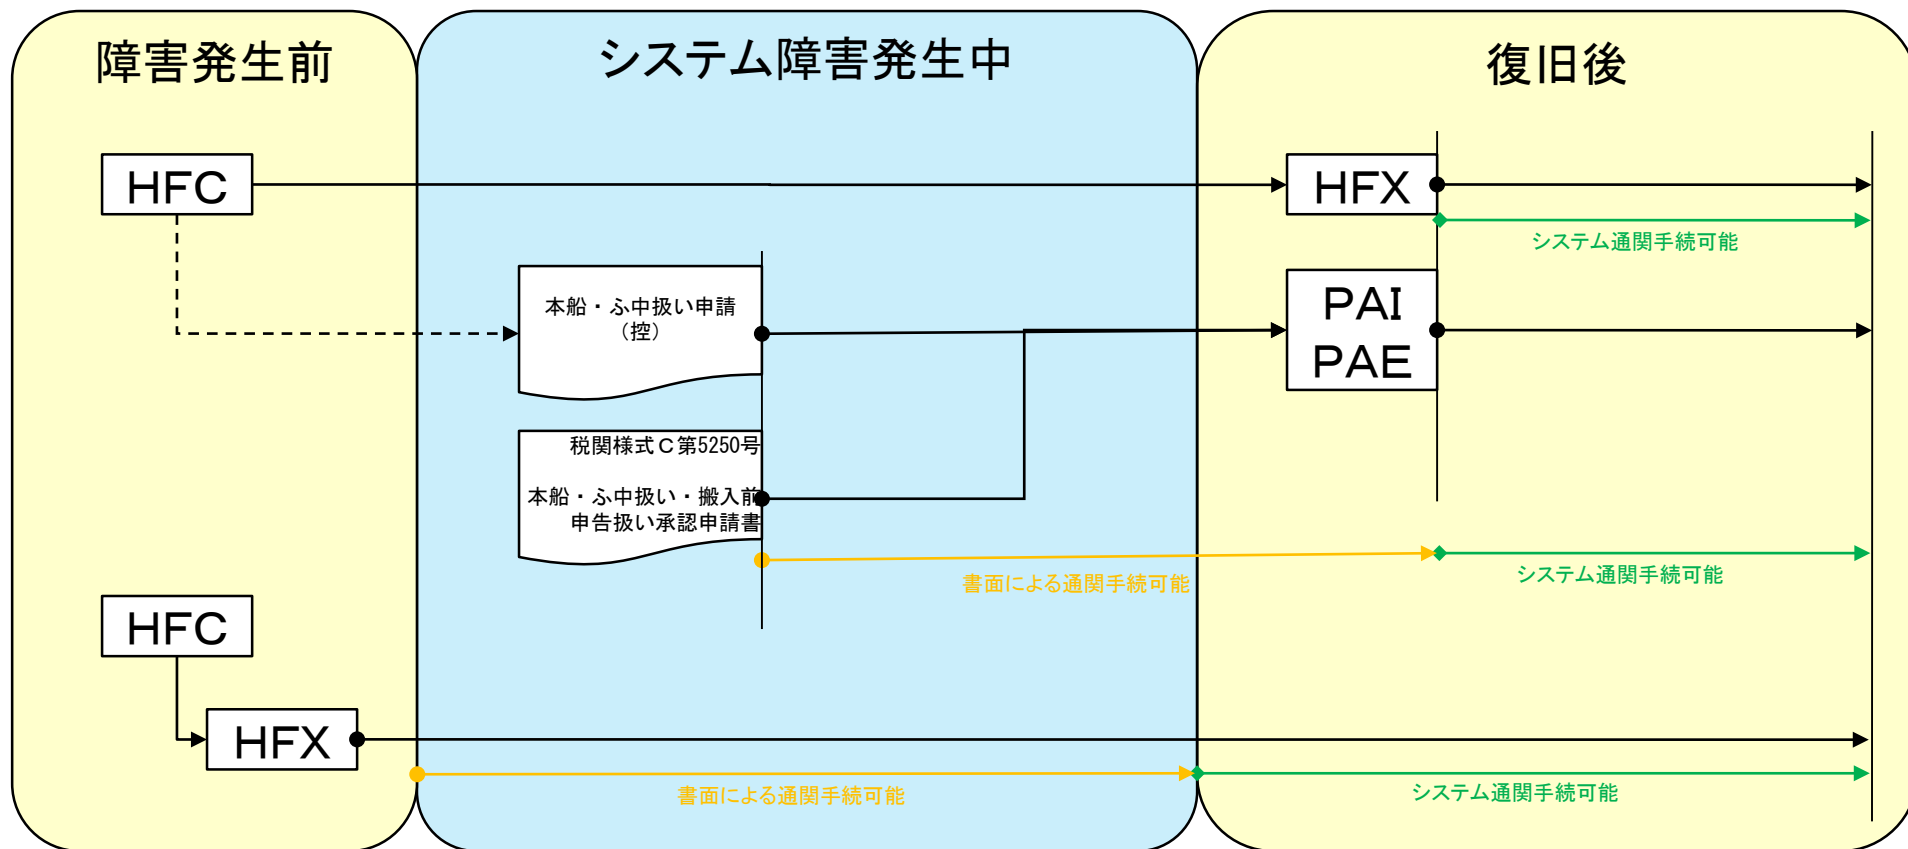 障害発生前
システム障害発生中
復旧後
HFC
HFX
システム通関手続可能
本船・ふ中扱い申請
（控）
PAI
PAE
税関様式C第5250号
本船・ふ中扱い・搬入前
申告扱い承認申請書
書面による通関手続可能
システム通関手続可能
HFC
HFX
書面による通関手続可能
システム通関手続可能